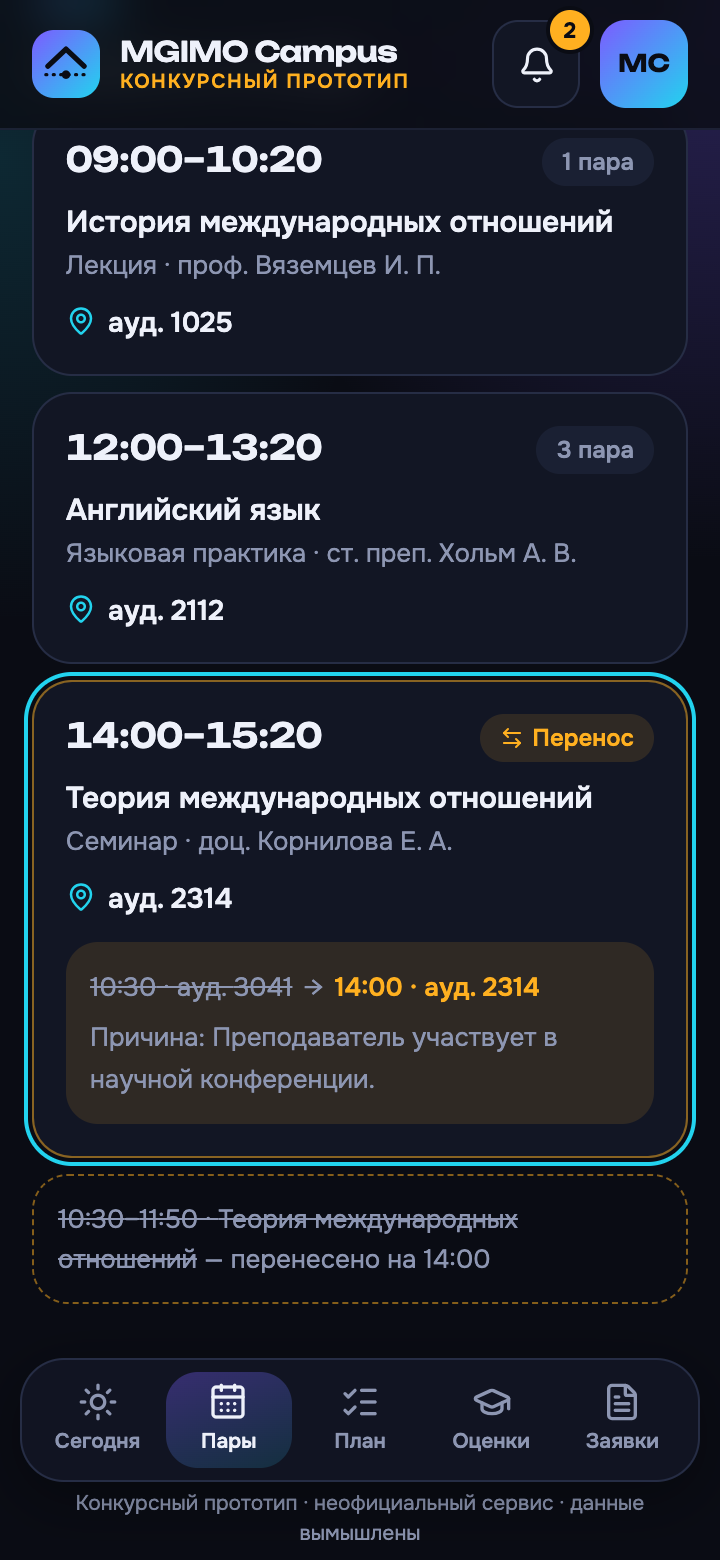 MGIMO Campus
КОНКУРСНЫЙ ПРОТОТИП
2
MC
09:00–10:20
1 пара
История международных отношений
Лекция · проф. Вяземцев И. П.
ауд. 1025
12:00–13:20
3 пара
Английский язык
Языковая практика · ст. преп. Хольм А. В.
ауд. 2112
14:00–15:20
Перенос
Теория международных отношений
Семинар · доц. Корнилова Е. А.
ауд. 2314
10:30 · ауд. 3041 → 14:00 · ауд. 2314
Причина: Преподаватель участвует в
научной конференции.
10:30–11:50 · Теория международных
отношений — перенесено на 14:00
Сегодня
Пары
План
Оценки
Заявки
Конкурсный прототип · неофициальный сервис · данные
вымышлены